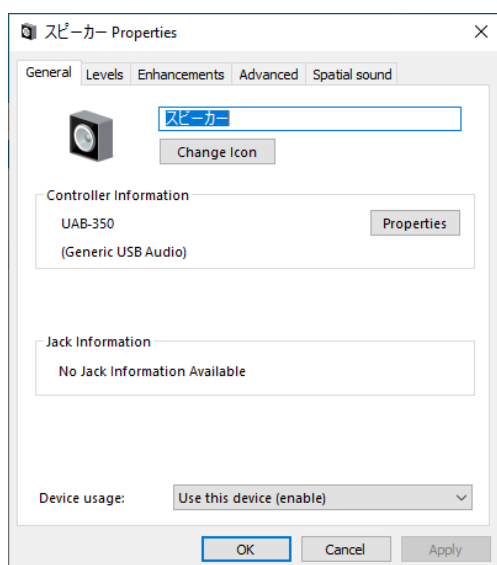 スピーカー Properties
General Levels Enhancements Advanced Spatial sound
スピーカー
Change Icon
Controller Information
UAB-350 Properties
(Generic USB Audio)
Jack Information
No Jack Information Available
Device usage: Use this device (enable)
OK Cancel Apply